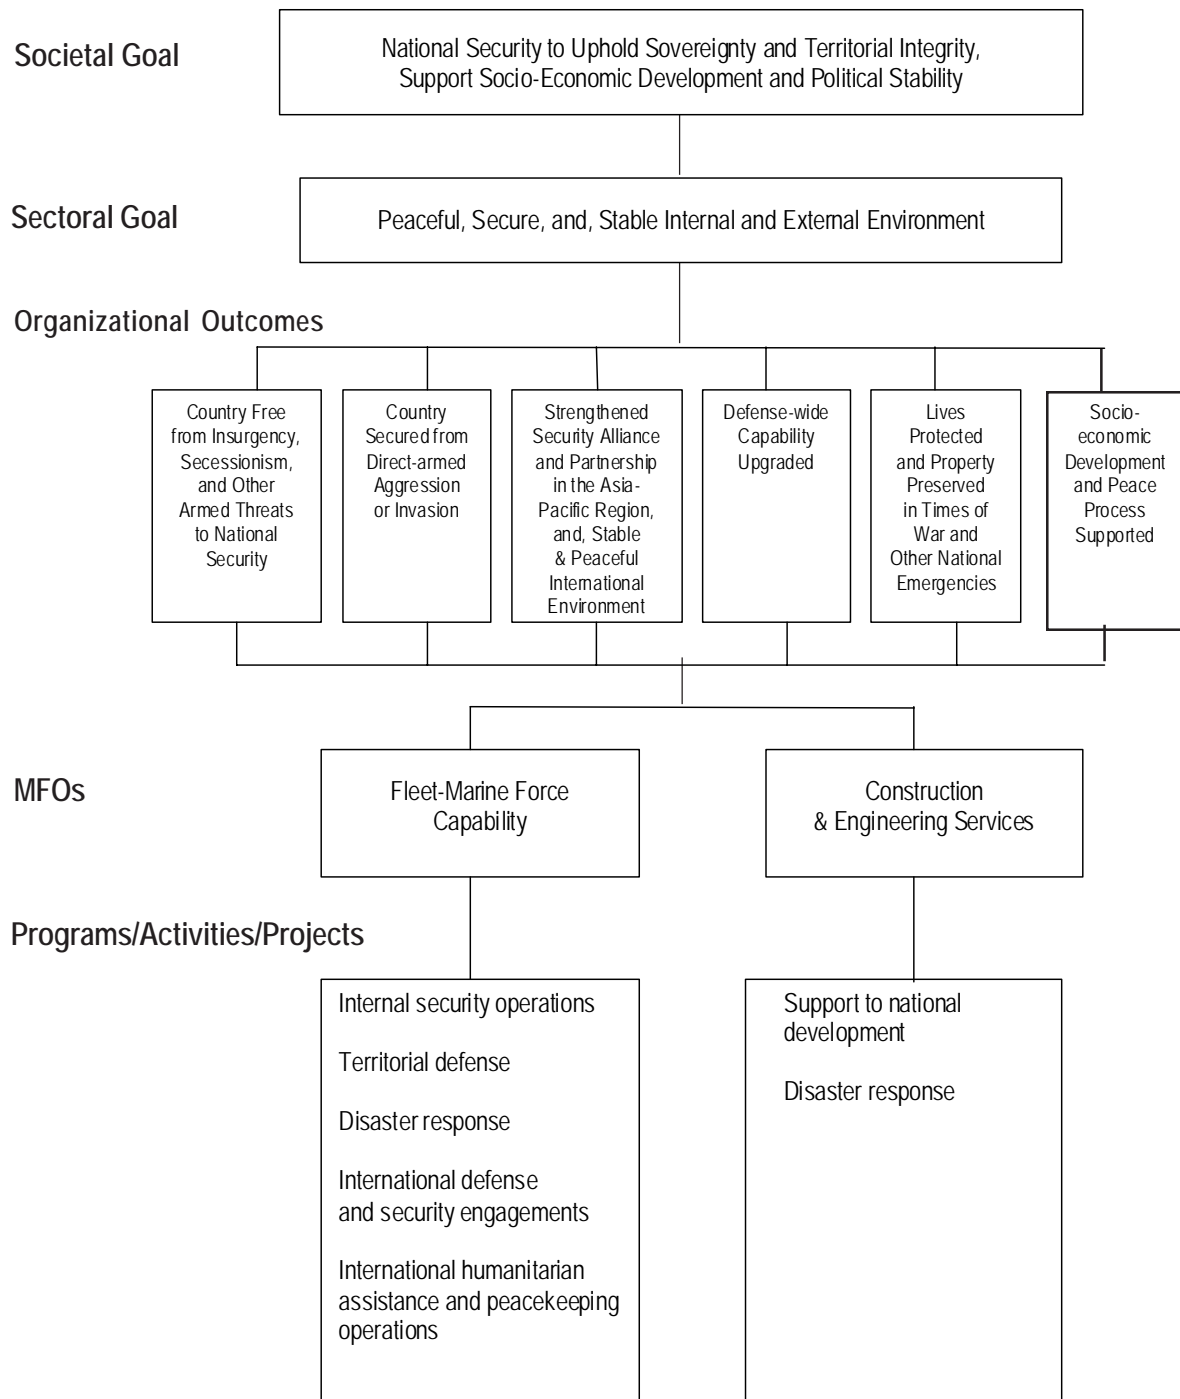 Societal Goal
National Security to Uphold Sovereignty and Territorial Integrity,
Support Socio-Economic Development and Political Stability
Sectoral Goal
Peaceful, Secure, and, Stable Internal and External Environment
Organizational Outcomes
Country Free
from Insurgency,
Secessionism,
and Other
Armed Threats
to National
Security
Country
Secured from
Direct-armed
Aggression
or Invasion
Strengthened
Security Alliance
and Partnership
in the Asia-
Pacific Region,
and, Stable
& Peaceful
International
Environment
Defense-wide
Capability
Upgraded
Lives
Protected
and Property
Preserved
in Times of
War and
Other National
Emergencies
Socio-
economic
Development
and Peace
Process
Supported
MFOs
Fleet-Marine Force
Capability
Construction
& Engineering Services
Programs/Activities/Projects
Internal security operations
Territorial defense
Disaster response
International defense
and security engagements
International humanitarian
assistance and peacekeeping
operations
Support to national
development
Disaster response